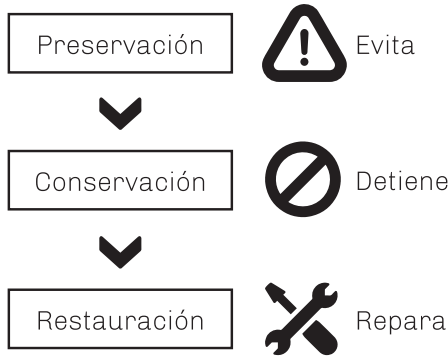 Preservación
Evita
Conservación
Detiene
Restauración
Repara